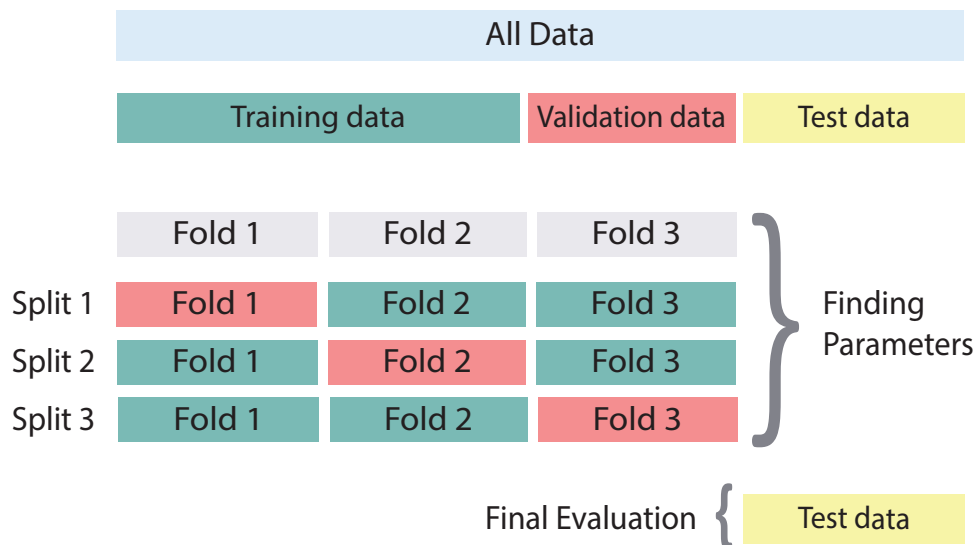 All Data
Training data Validation data Test data
Fold 1 Fold 2 Fold 3
Split 1 Fold 1 Fold 2 Fold 3
Split 2 Fold 1 Fold 2 Fold 3
Split 3 Fold 1 Fold 2 Fold 3
Finding
Parameters
Final Evaluation { Test data